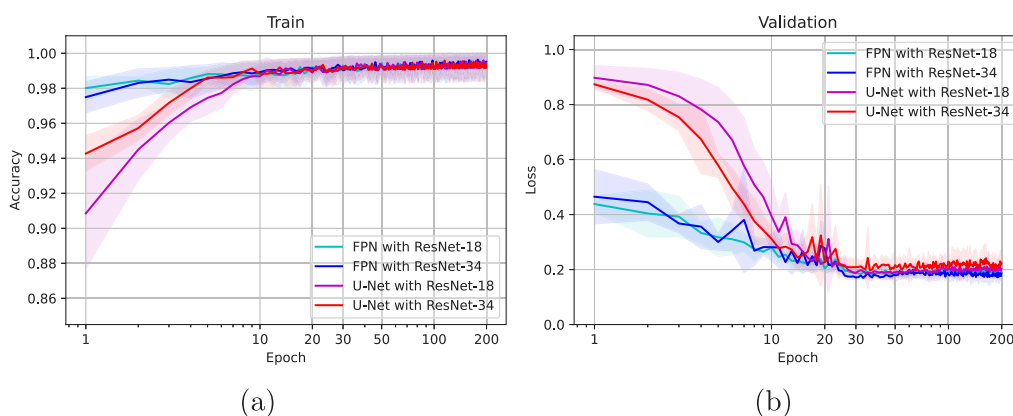 Train
Accuracy
1.00
0.98
0.96
0.94
0.92
0.90
0.88
0.86
FPN with ResNet-18
FPN with ResNet-34
U-Net with ResNet-18
U-Net with ResNet-34
1 10 20 30 50 100 200
Epoch
(a)
Validation
Loss
1.0
0.8
0.6
0.4
0.2
0.0
FPN with ResNet-18
FPN with ResNet-34
U-Net with ResNet-18
U-Net with ResNet-34
1 10 20 30 50 100 200
Epoch
(b)